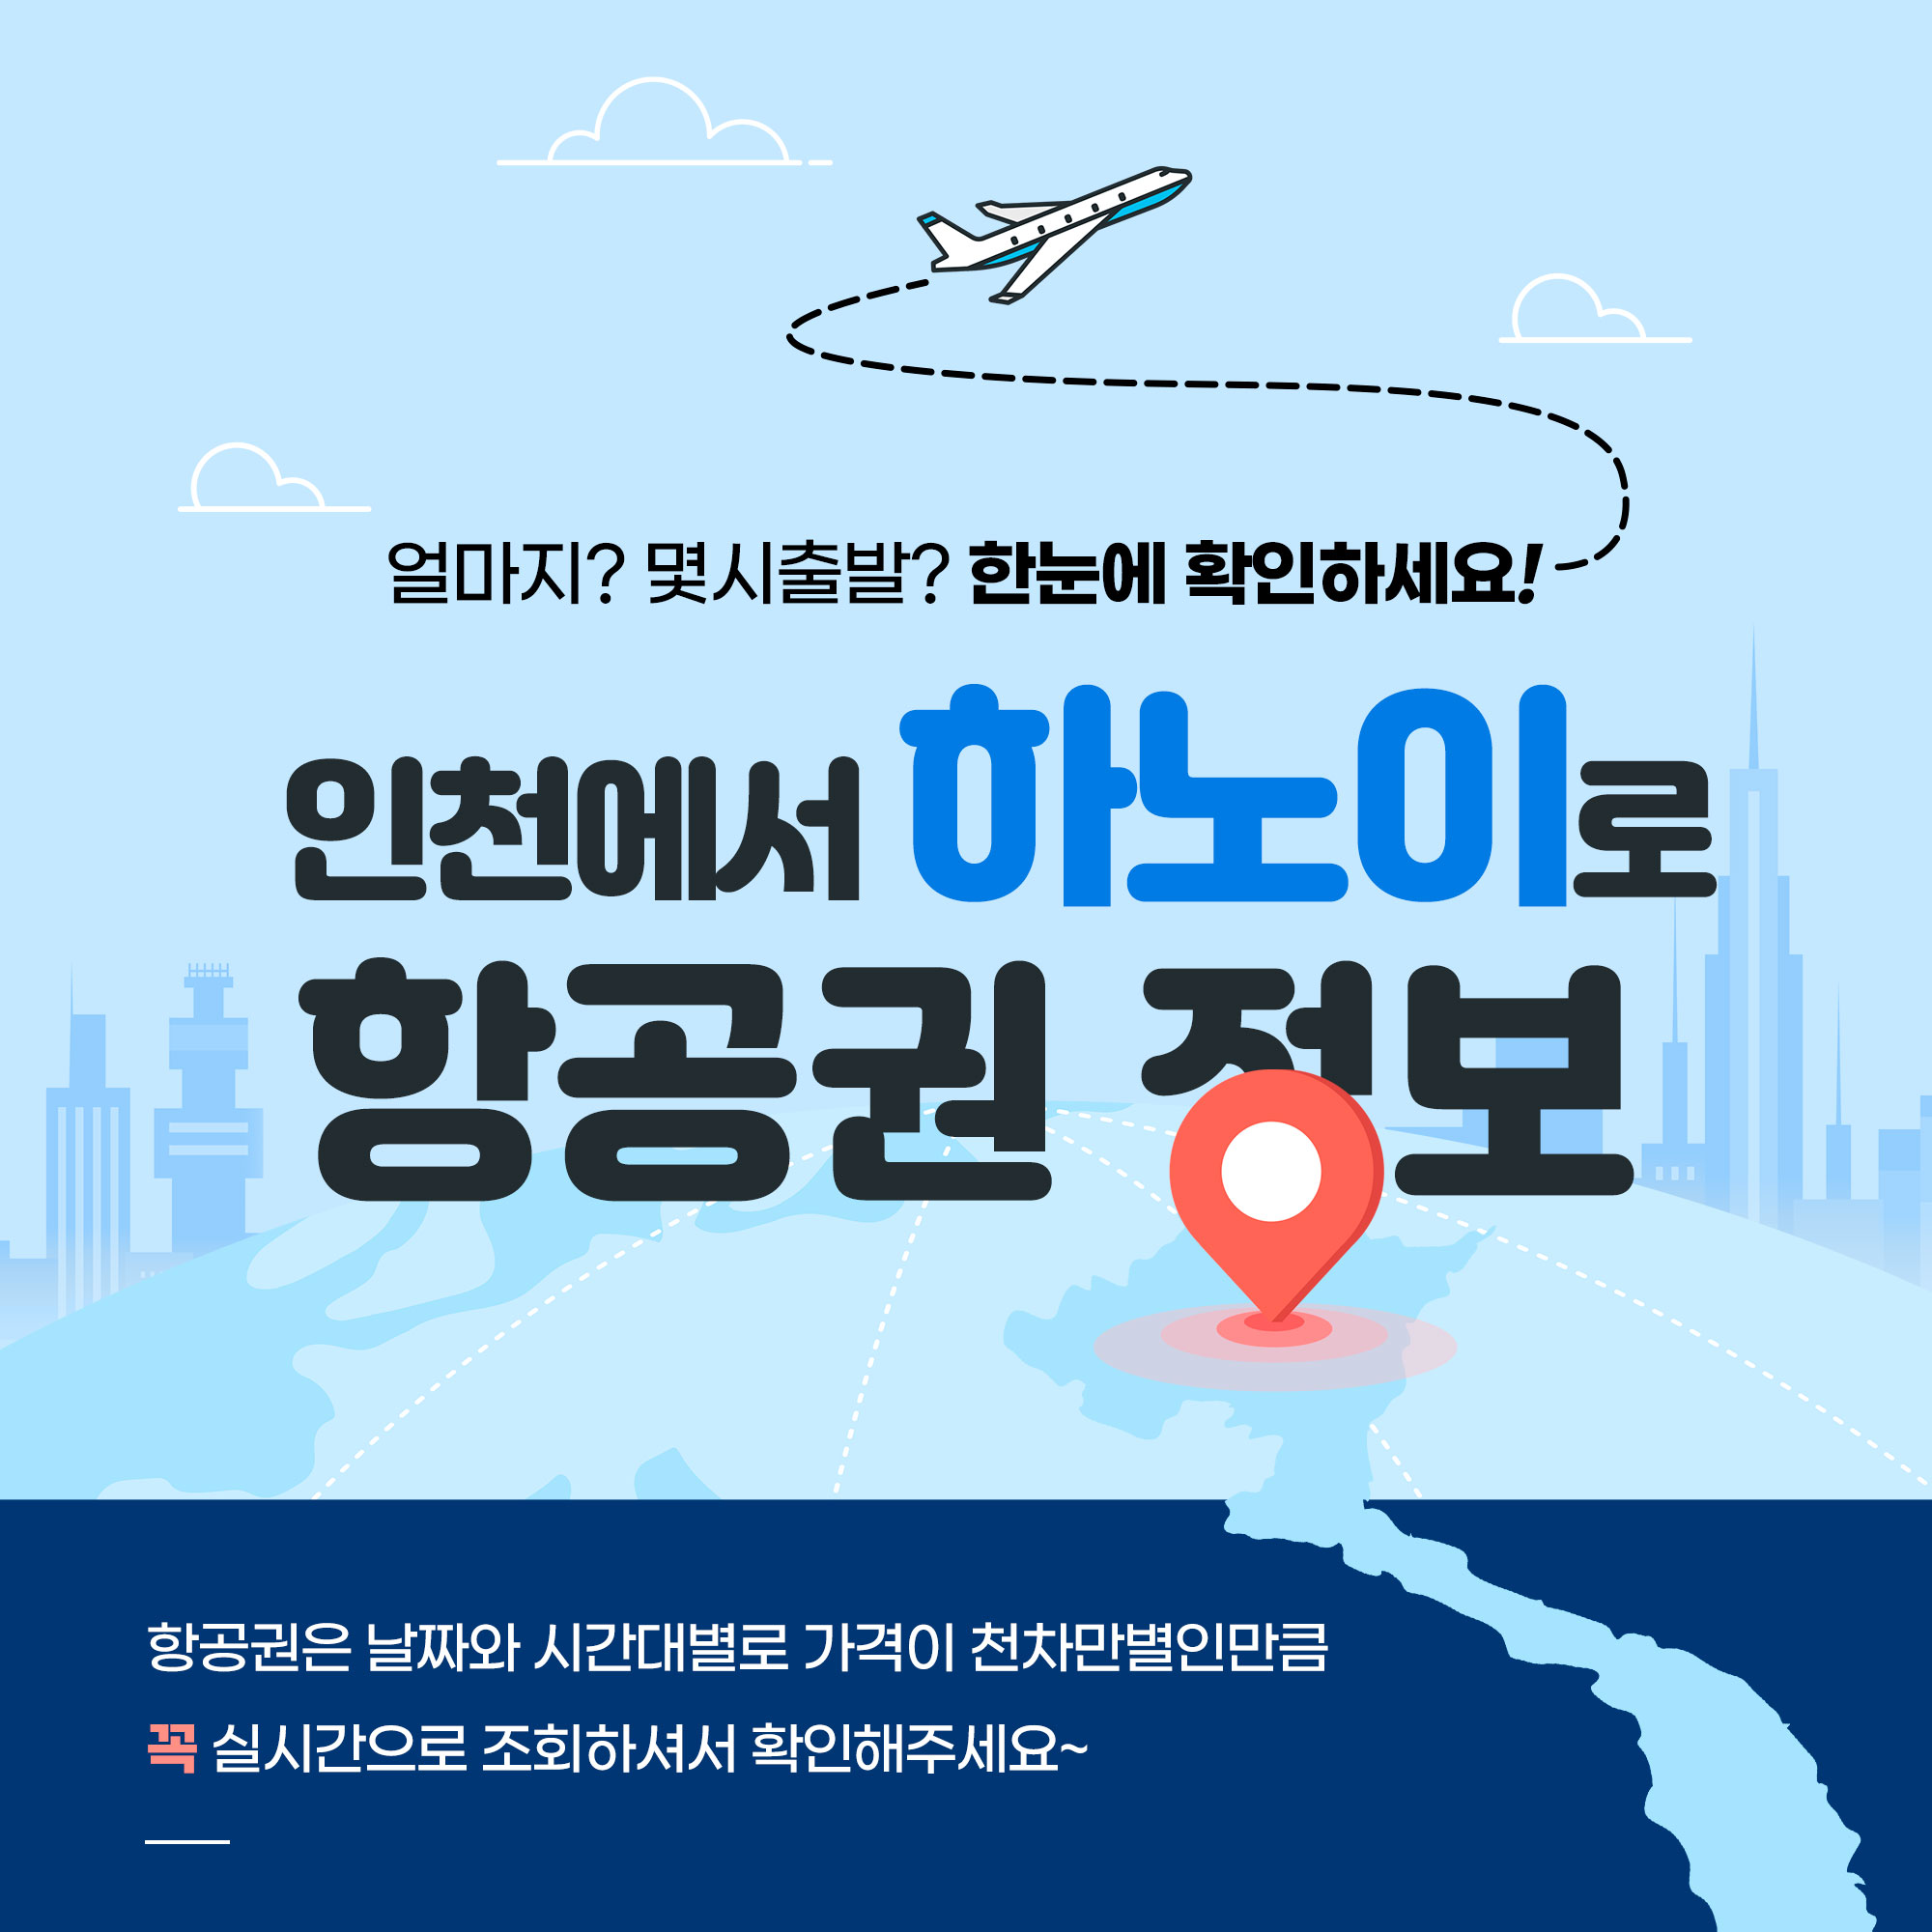 얼마지? 몇시출발? 한눈에 확인하세요!
인천에서 하노이로
항공권 정보
항공권은 날짜와 시간대별로 가격이 천차만별인만큼
꼭 실시간으로 조회하셔서 확인해주세요~